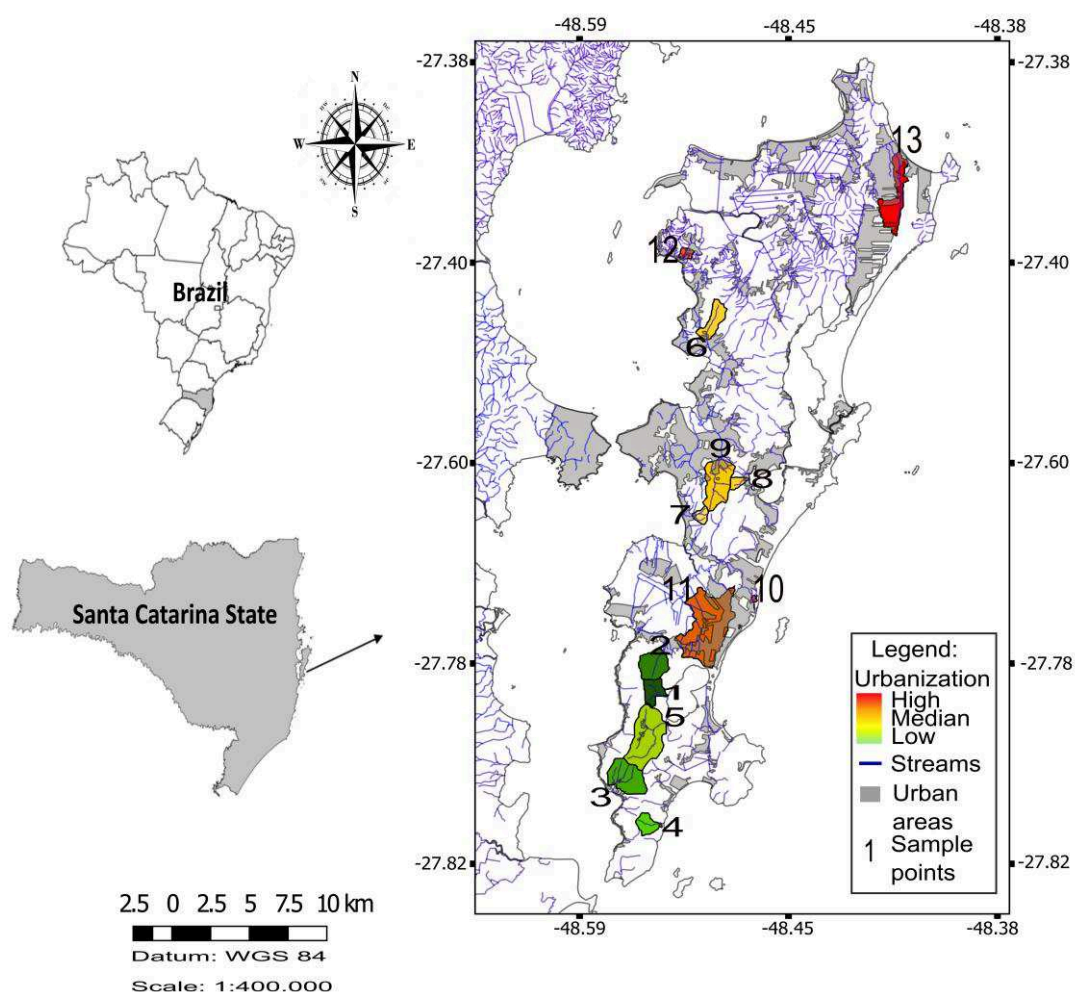 -48.59
-48.45
-48.38
-27.38
-27.38
N
W
E
S
13
12
-27.40
-27.40
Brazil
6
9
8
7
-27.60
-27.60
11
10
Santa Catarina State
2
1
5
3
4
-27.78
-27.78
Legend:
Urbanization
High
Median
Low
Streams
Urban
areas
1 Sample
points
-27.82
-27.82
2.5 0 2.5 5 7.5 10 km
-48.59
-48.45
-48.38
Datum: WGS 84
Scale: 1:400.000